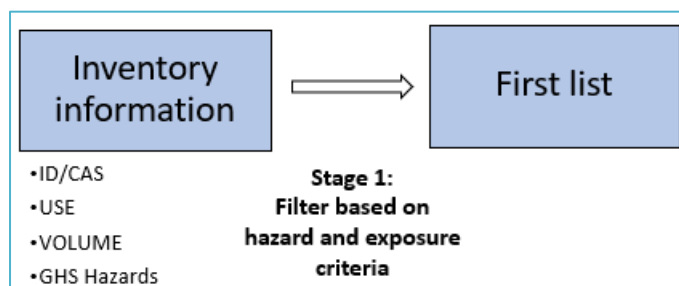 Inventory
information
First list
•ID/CAS
•USE
•VOLUME
•GHS Hazards
Stage 1:
Filter based on
hazard and exposure
criteria